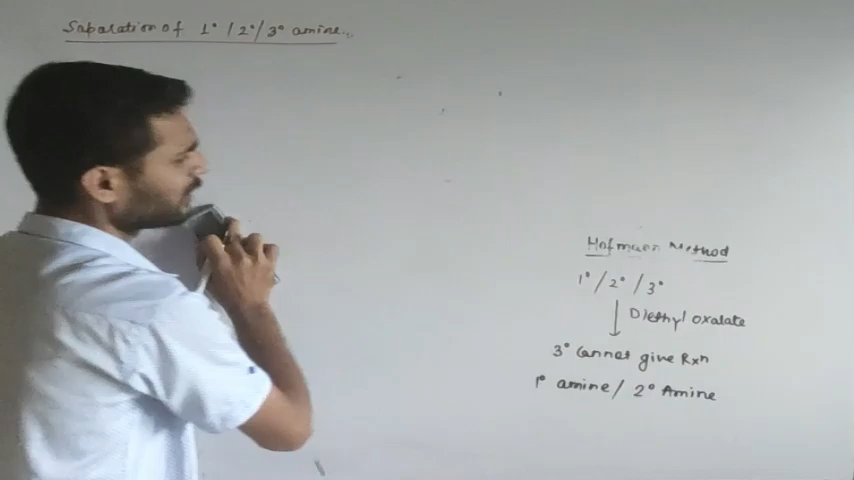 Saparation of 1° / 2° / 3° amine..
Hofmann Method
1° / 2° / 3°
Diethyl oxalate
3° Cannot give Rxn
1° amine / 2° Amine